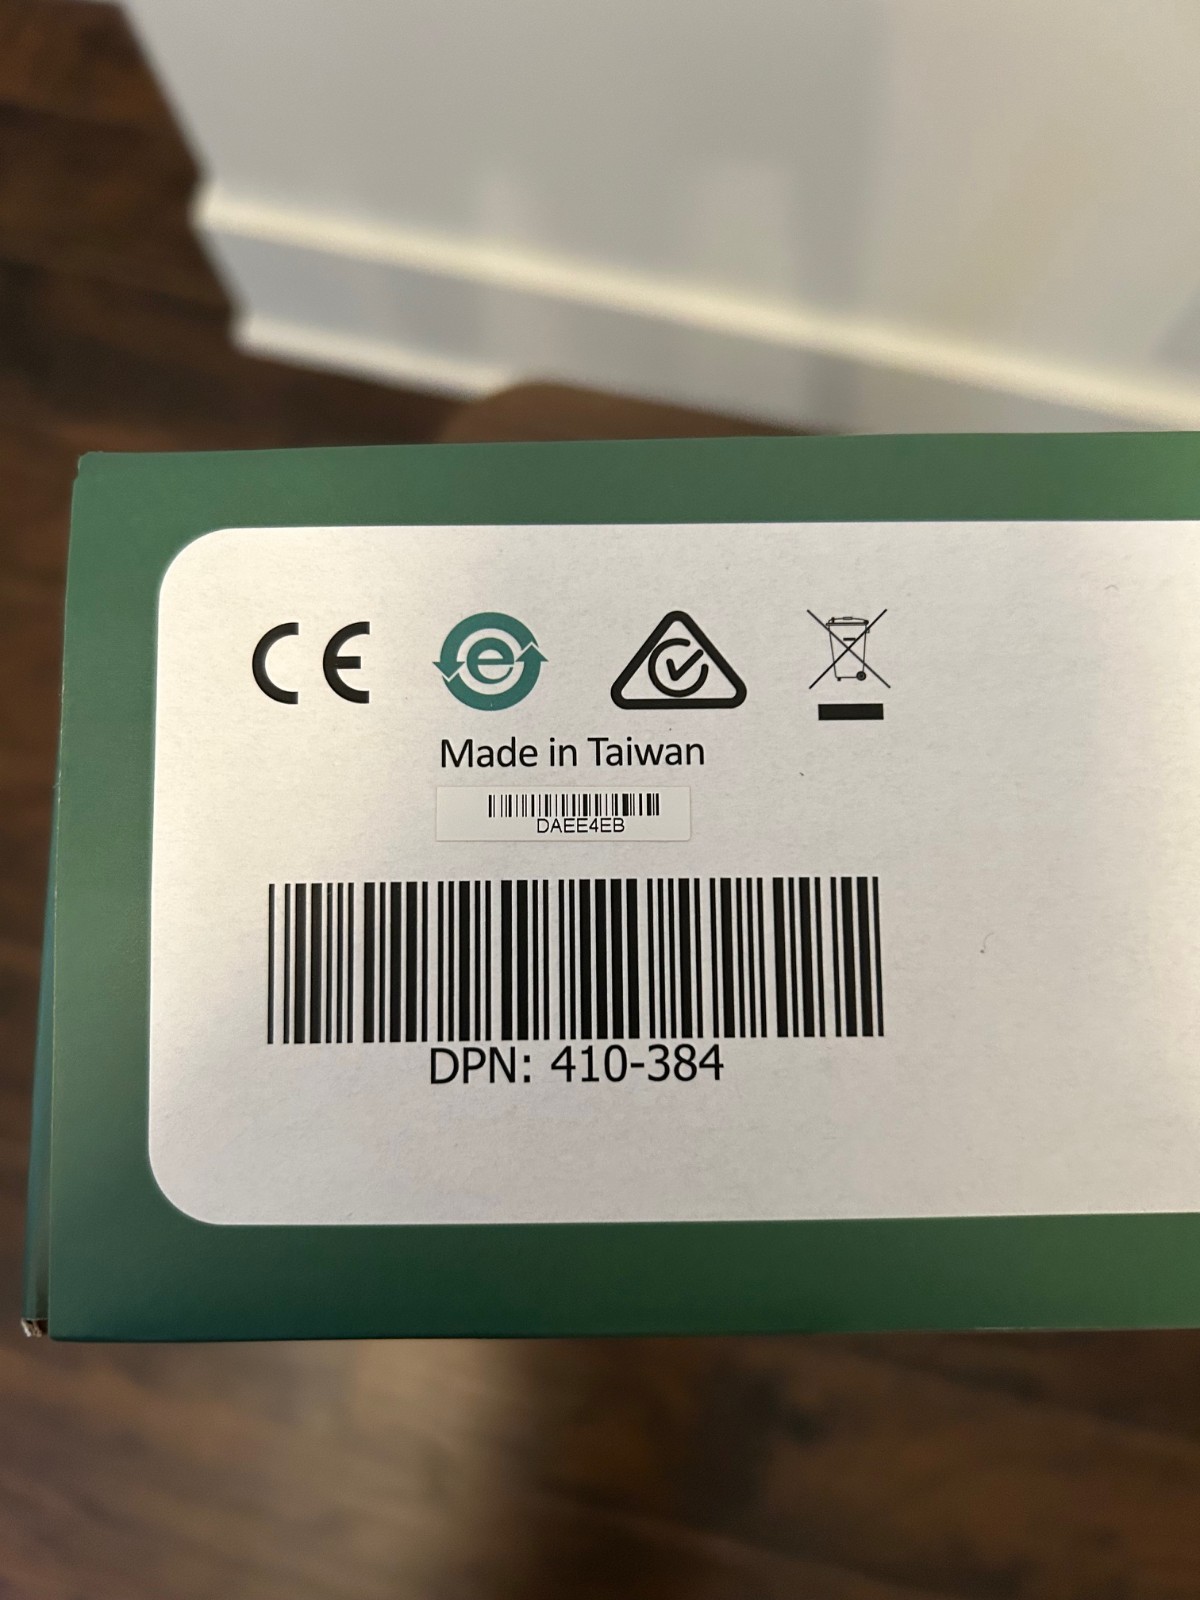 CE
e
Made in Taiwan
DAEE4EB
DPN: 410-384